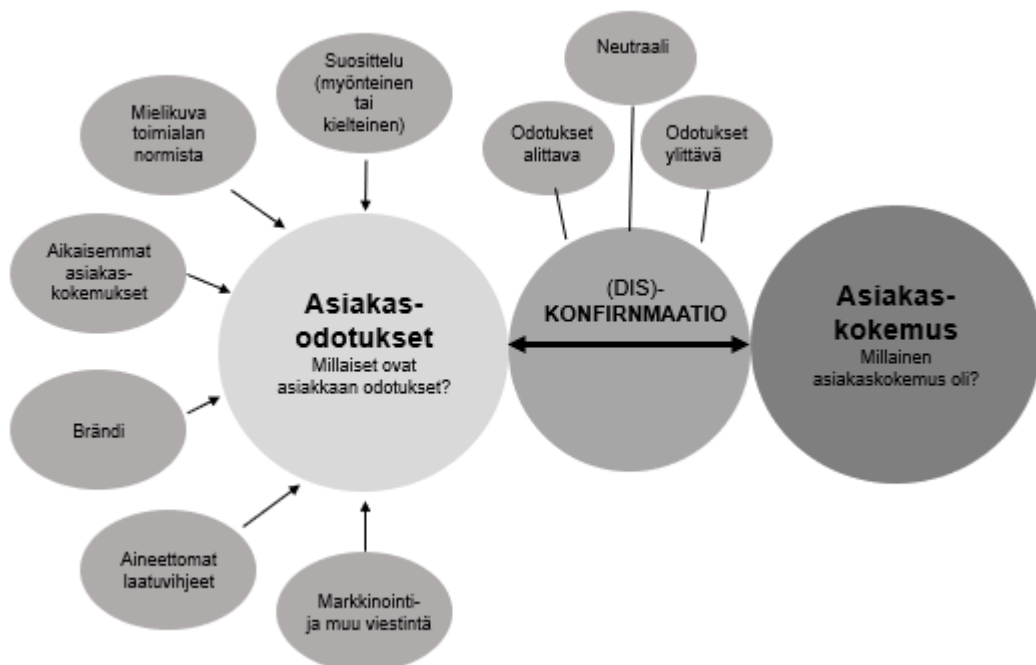 Suosittelu
(myönteinen
tai
kielteinen)
Mielikuva
toimialan
normista
Aikaisemmat
asiakas-
kokemukset
Brändi
Aineettomat
laatuvihjeet
Markkinointi-
ja muu viestintä
Asiakas-
odotukset
Millaiset ovat
asiakkaan odotukset?
Neutraali
Odotukset
alittava
Odotukset
ylittävä
(DIS)-
KONFIRNMAATIO
Asiakas-
kokemus
Millainen
asiakaskokemus oli?